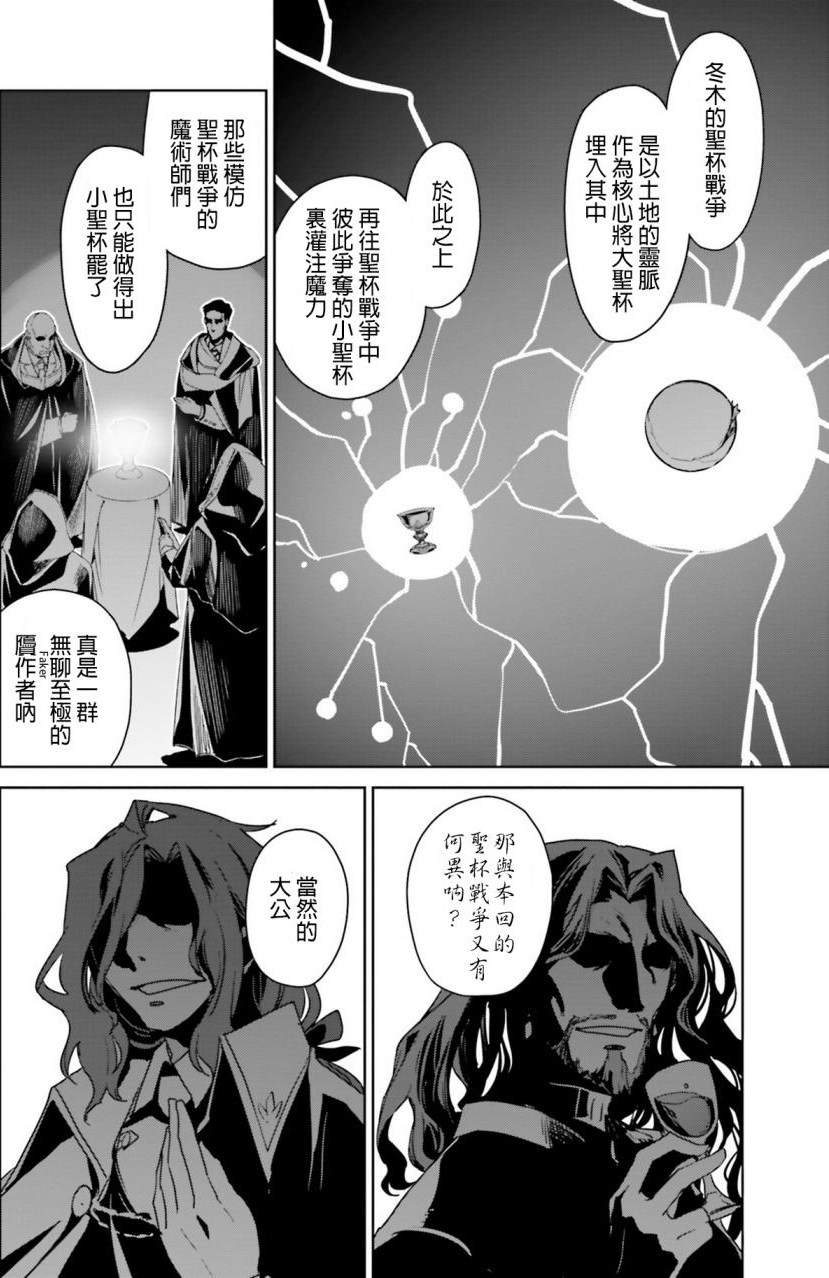 冬木的聖杯戰爭
是以土地的靈脈
作為核心將大聖杯
埋入其中
於此之上
再往聖杯戰爭中
彼此爭奪的小聖杯
裏灌注魔力
那些模仿
聖杯戰爭的
魔術師們
也只能做得出
小聖杯罷了
真是一群
無聊至極的
Faker
贗作者吶
那與本回的
聖杯戰爭又有
何異呐？
當然的
大公